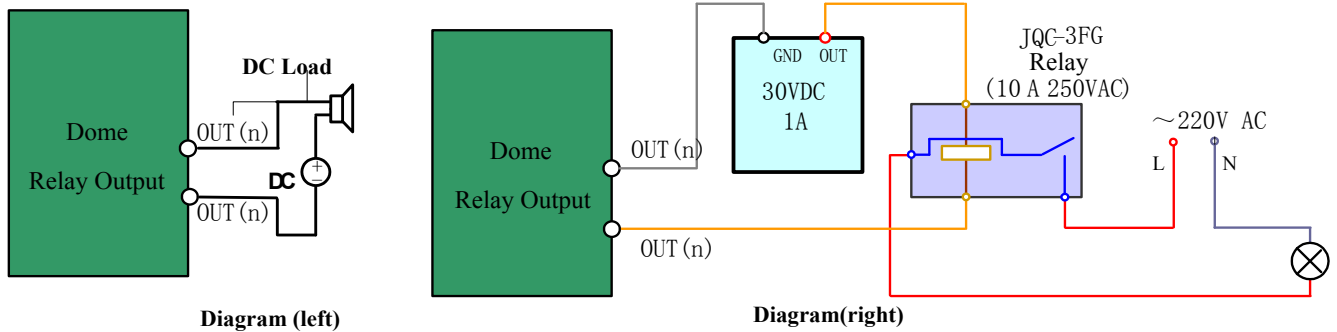 DC Load
OUT(n)
Dome
Relay Output
DC
OUT(n)
Diagram (left)
Dome
Relay Output
OUT(n)
OUT(n)
GND OUT
30VDC
1A
JQC-3FG
Relay
(10 A 250VAC)
～220V AC
L N
Diagram(right)